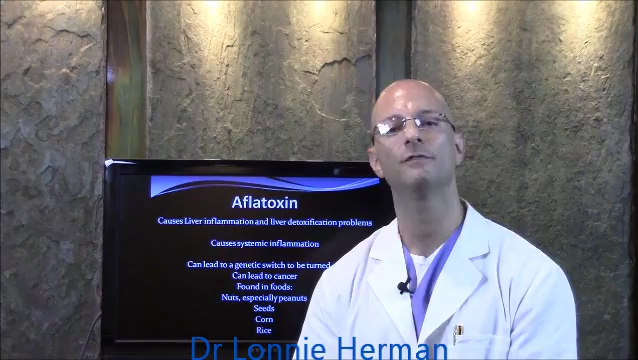 Aflatoxin
Causes Liver inflammation and liver detoxification problems
Causes systemic inflammation
Can lead to a genetic switch to be turned
Can lead to cancer
Found in foods:
Nuts, especially peanuts
Seeds
Corn
Rice
Dr Lonnie Herman